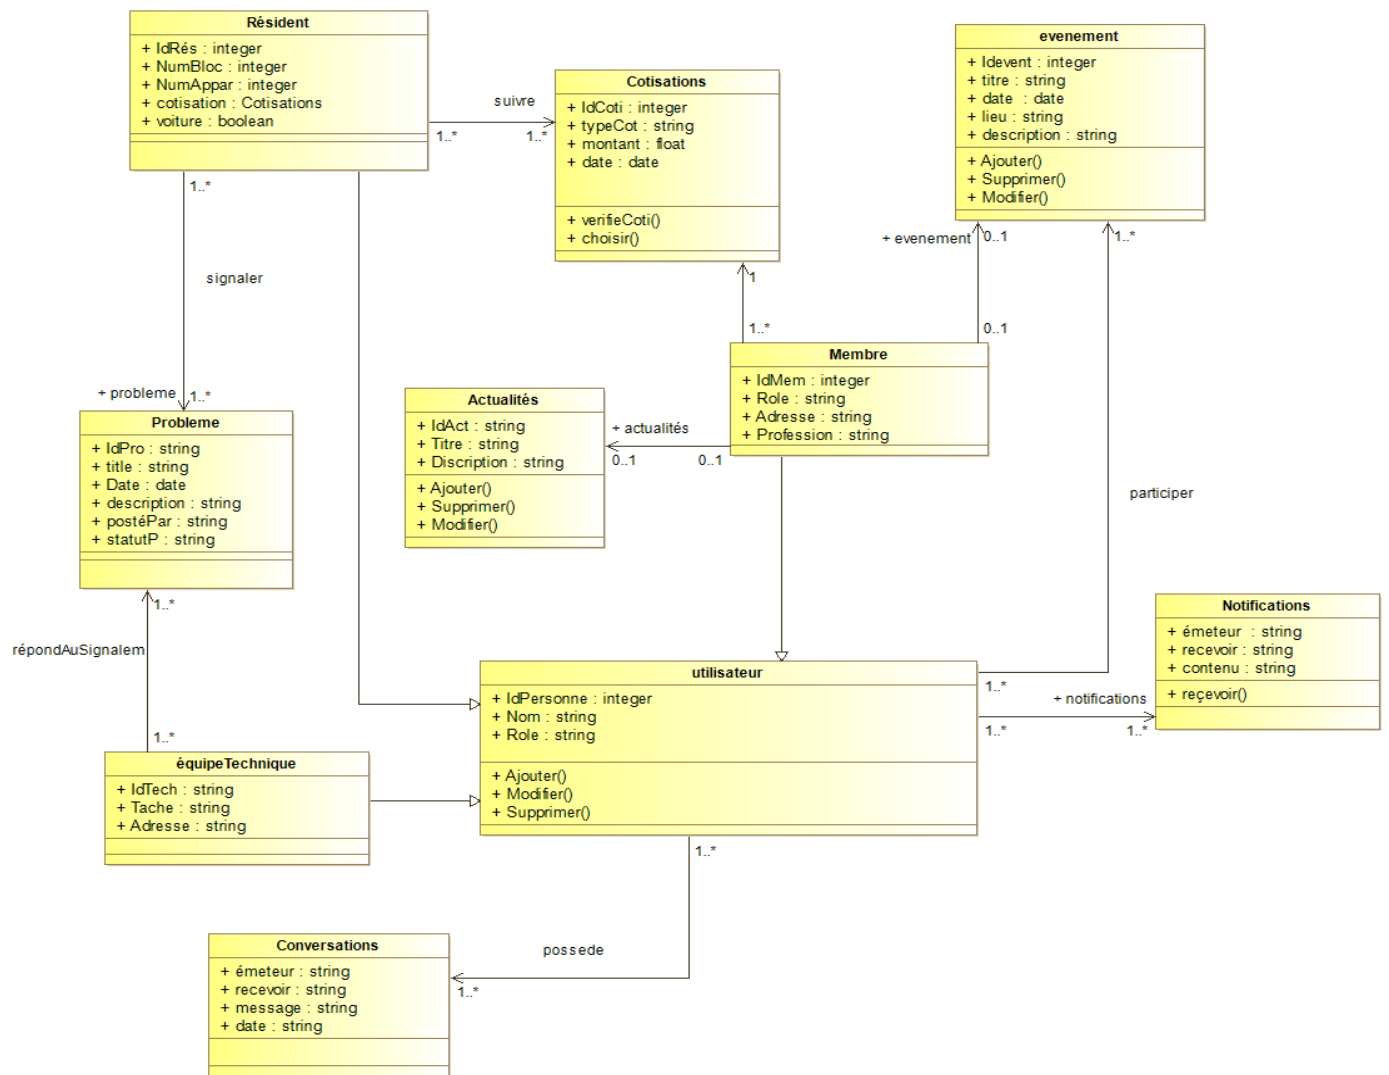 Résident
+ IdRés : integer
+ NumBloc : integer
+ NumAppar : integer
+ cotisation : Cotisations
+ voiture : boolean
suivre
1..*
1..*
Cotisations
+ IdCoti : integer
+ typeCot : string
+ montant : float
+ date : date
+ verifieCoti()
+ choisir()
evenement
+ Idevent : integer
+ titre : string
+ date : date
+ lieu : string
+ description : string
+ Ajouter()
+ Supprimer()
+ Modifier()
1..*
signaler
+ probleme
1..*
+ evenement
0..1
1..*
1
1..*
0..1
Membre
+ IdMem : integer
+ Role : string
+ Adresse : string
+ Profession : string
Actualités
+ IdAct : string
+ Titre : string
+ Discription : string
+ Ajouter()
+ Supprimer()
+ Modifier()
+ actualités
0..1
0..1
Probleme
+ IdPro : string
+ title : string
+ Date : date
+ description : string
+ postéPar : string
+ statutP : string
participer
1..*
répondAuSignalem
1..*
Notifications
+ émeteur : string
+ recevoir : string
+ contenu : string
+ reçevoir()
utilisateur
+ IdPersonne : integer
+ Nom : string
+ Role : string
+ Ajouter()
+ Modifier()
+ Supprimer()
1..*
+ notifications
1..*
1..*
équipeTechnique
+ IdTech : string
+ Tache : string
+ Adresse : string
1..*
possede
1..*
Conversations
+ émeteur : string
+ recevoir : string
+ message : string
+ date : string